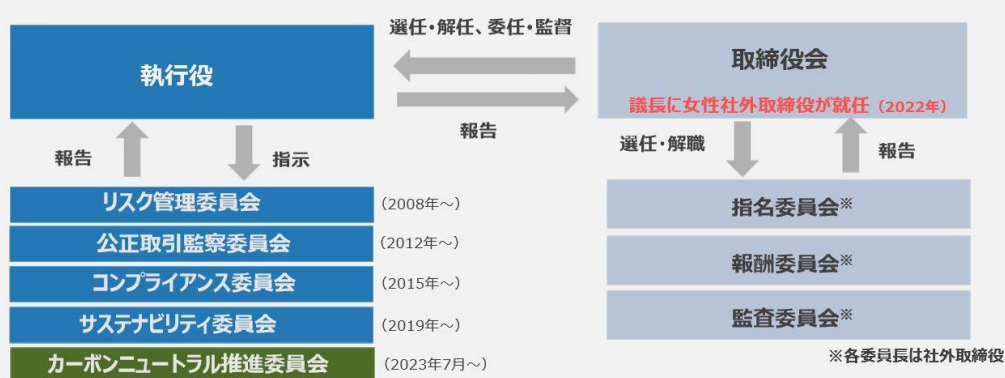 選任・解任、委任・監督
執行役
取締役会
議長に女性社外取締役が就任（2022年）
報告
選任・解職
報告
報告
指示
リスク管理委員会
（2008年～）
指名委員会※
公正取引監察委員会
（2012年～）
報酬委員会※
コンプライアンス委員会
（2015年～）
サステナビリティ委員会
（2019年～）
監査委員会※
カーボンニュートラル推進委員会
（2023年7月～）
※各委員長は社外取締役